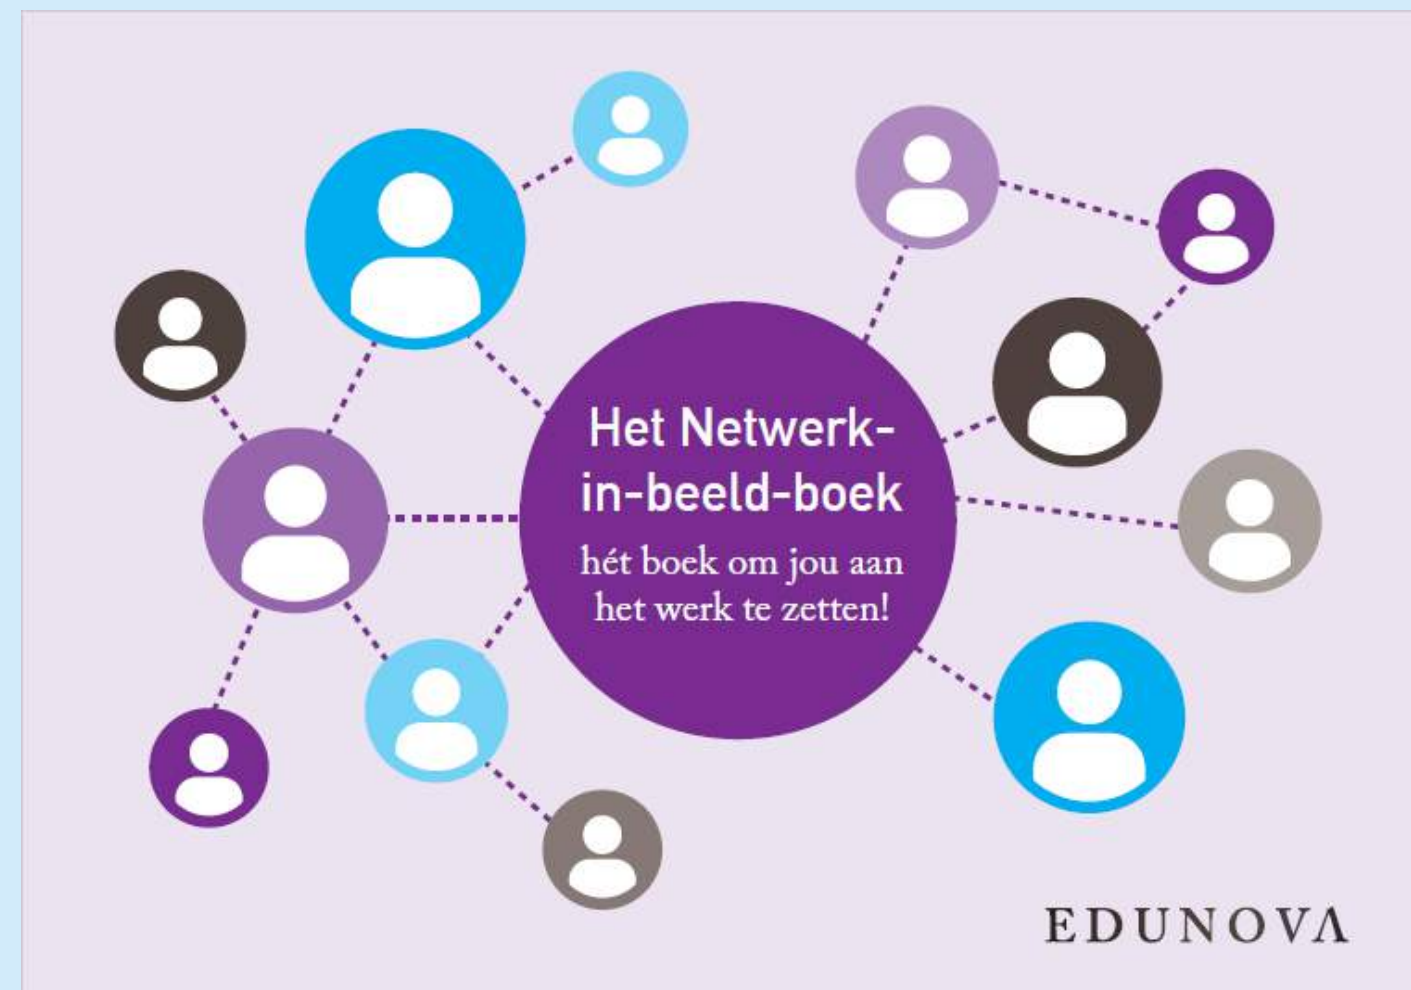 Het Netwerk-
in-beeld-boek
hét boek om jou aan
het werk te zetten!
EDUNOVA